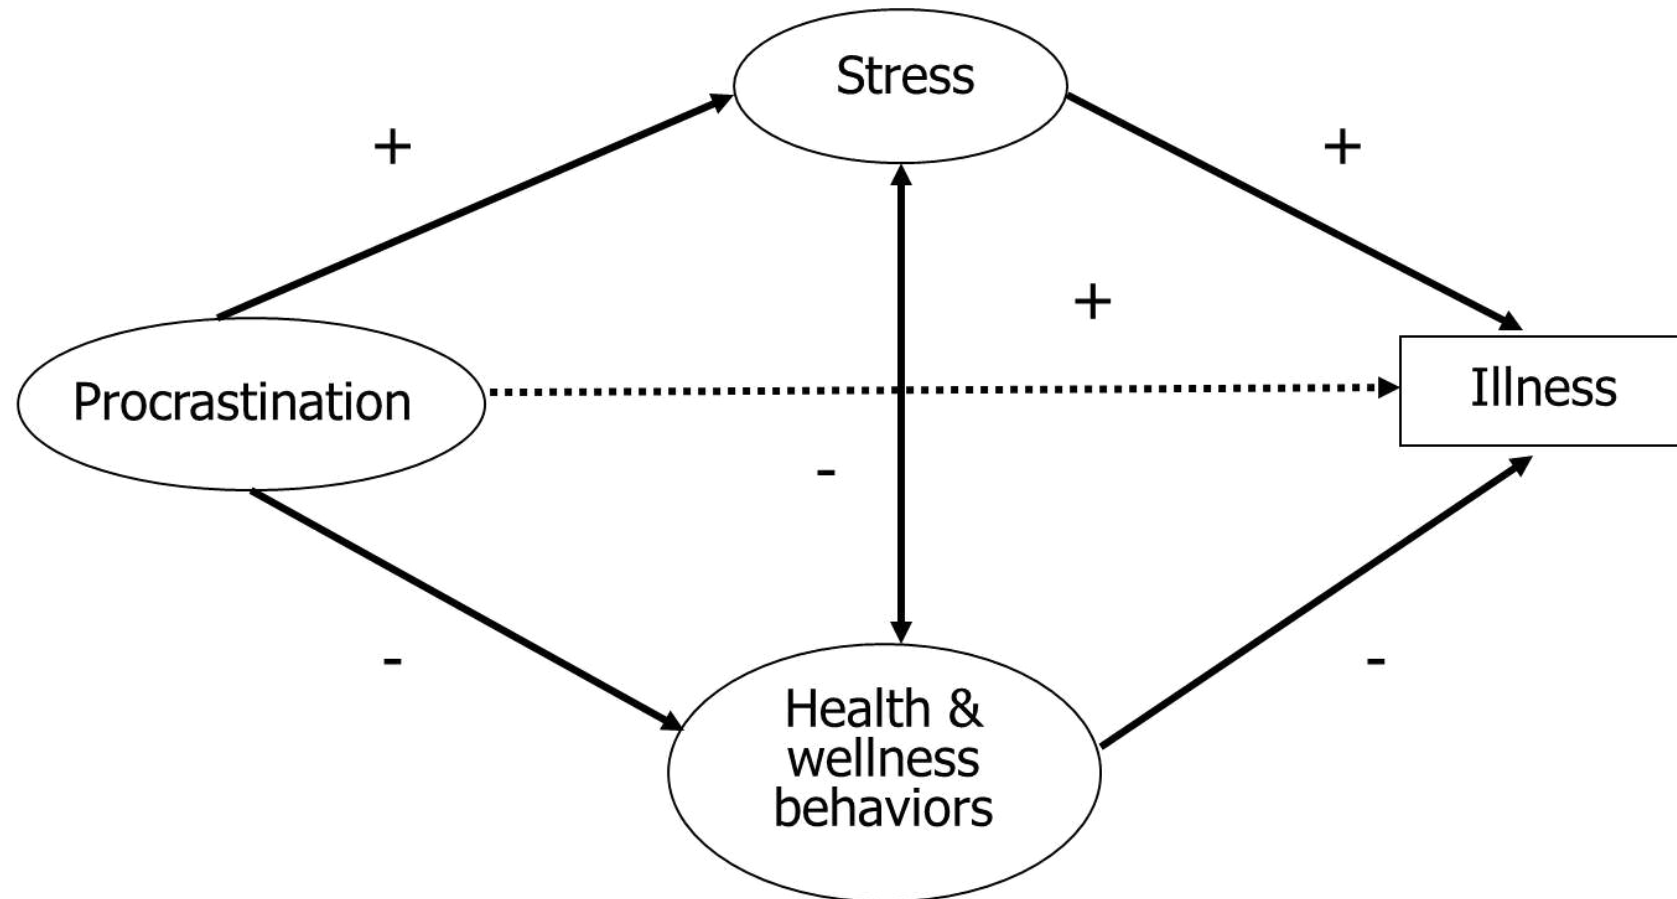 Stress
+
+
+
Procrastination
Illness
-
-
-
Health &
wellness
behaviors